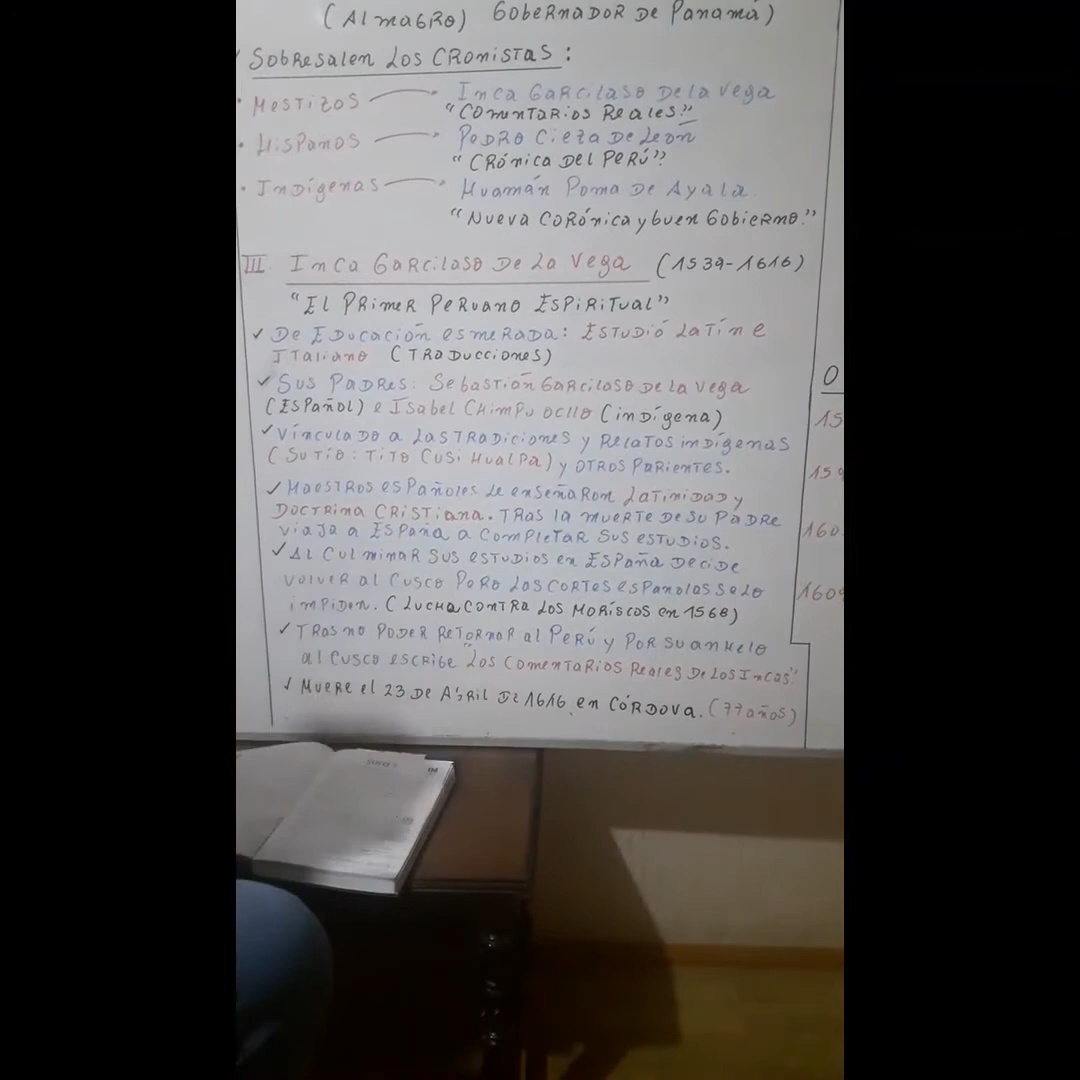 (Almagro) Gobernador de Panamá)
Sobresalen los cronistas:
• Mestizos → Inca Garcilaso de la Vega
"Comentarios Reales"
• Hispanos → Pedro Cieza de León
"Crónica del Perú"
• Indígenas → Huamán Poma de Ayala
"Nueva Corónica y buen Gobierno."
III. Inca Garcilaso de la Vega (1539-1616)
"El Primer Peruano Espiritual"
✓ De Educación esmerada: Estudió Latín e
Italiano (Traducciones)
✓ Sus Padres: Sebastián Garcilaso de la Vega
(Español) e Isabel Chimpu Ocllo (indígena)
✓ Vinculado a las tradiciones y relatos indígenas
(Su tío: Tito Cusi Hualpa) y otros parientes.
✓ Maestros españoles le enseñaron latinidad y
doctrina cristiana. Tras la muerte de su padre
viaja a España a completar sus estudios.
✓ Al culminar sus estudios en España decide
volver al Cusco pero las cortes españolas se lo
impiden. (Lucha contra los moriscos en 1568)
✓ Tras no poder retornar al Perú y por su anhelo
al Cusco escribe "Los Comentarios Reales de los Incas"
✓ Muere el 23 de Abril de 1616 en Córdova. (77 años)
O
15
159
160
1609